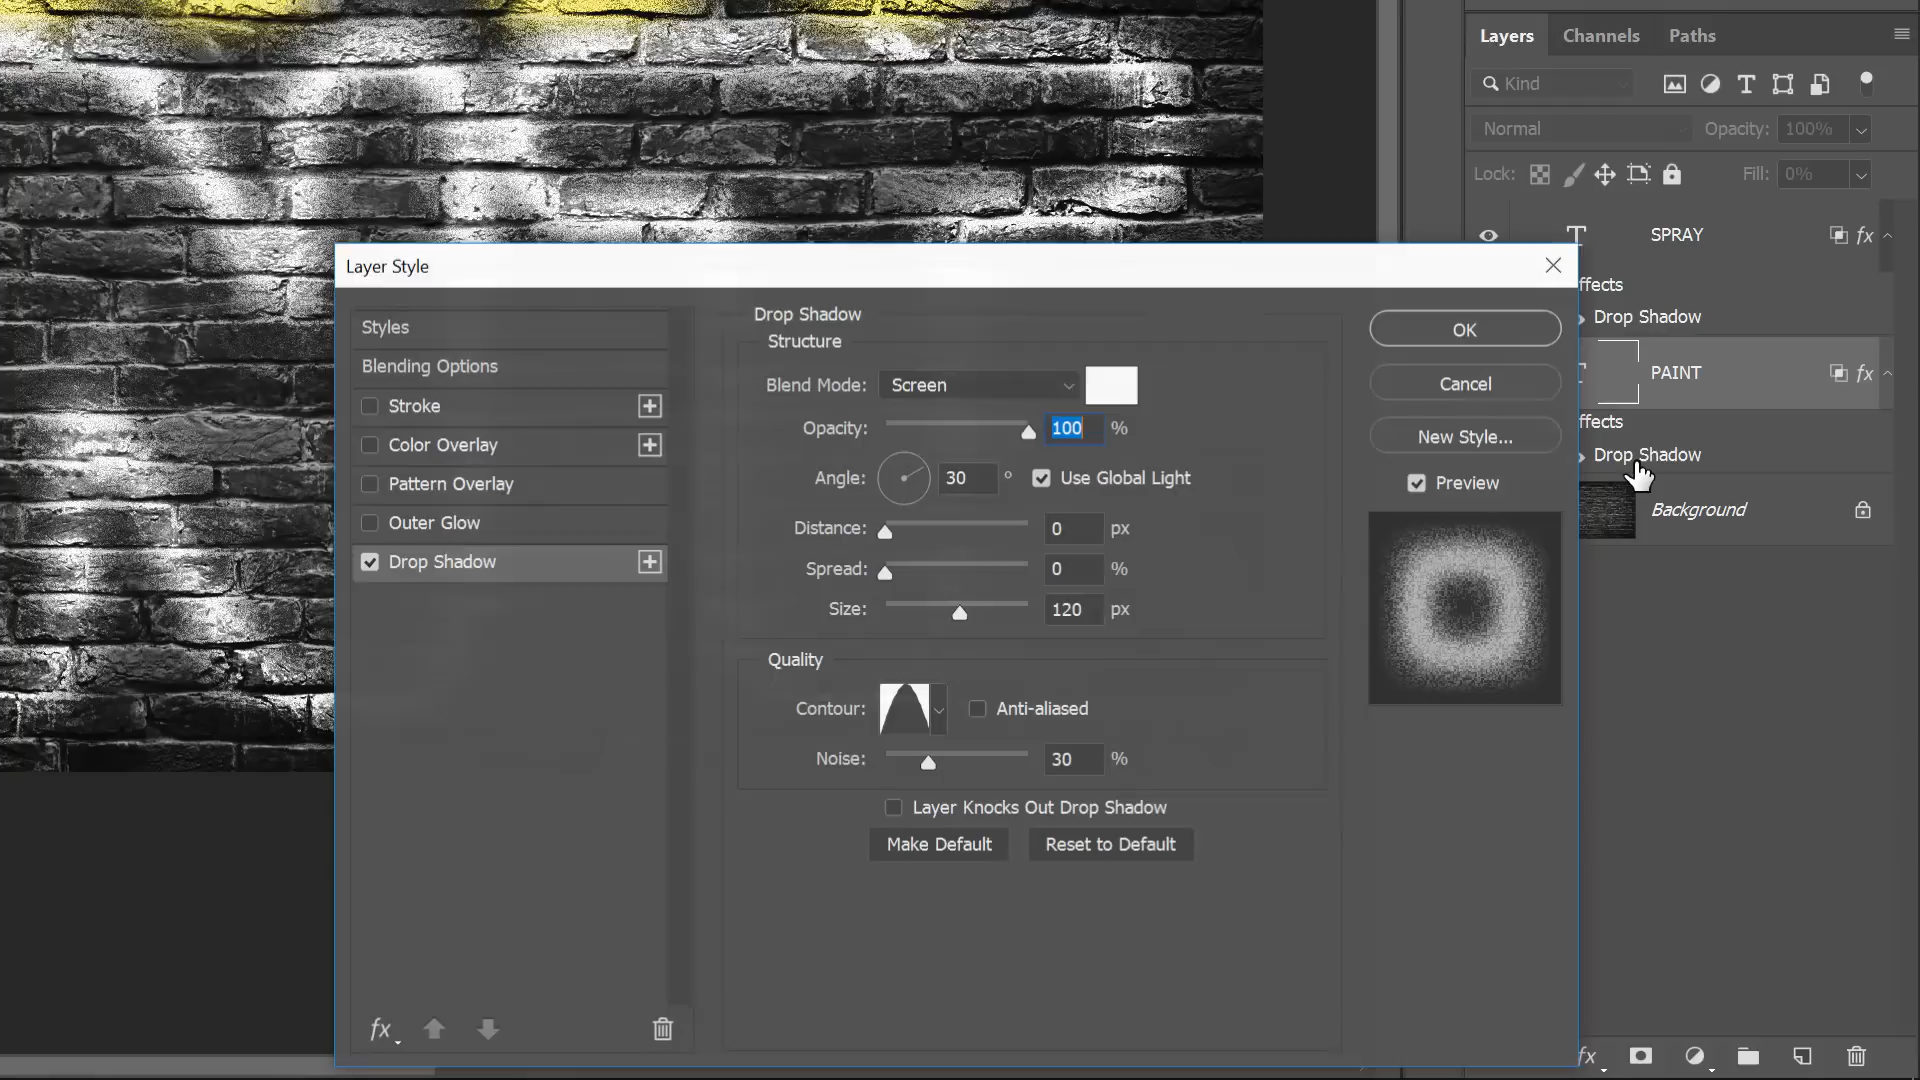 Layers Channels Paths
Kind
Normal Opacity: 100%
Lock: Fill: 0%
SPRAY fx
ffects
Drop Shadow
PAINT fx
ffects
Drop Shadow
Background
Layer Style
Styles
Blending Options
Stroke
Color Overlay
Pattern Overlay
Outer Glow
Drop Shadow
fx
Drop Shadow
Structure
Blend Mode: Screen
Opacity: 100 %
Angle: 30 ° Use Global Light
Distance: 0 px
Spread: 0 %
Size: 120 px
Quality
Contour: Anti-aliased
Noise: 30 %
Layer Knocks Out Drop Shadow
Make Default Reset to Default
OK
Cancel
New Style...
Preview
fx